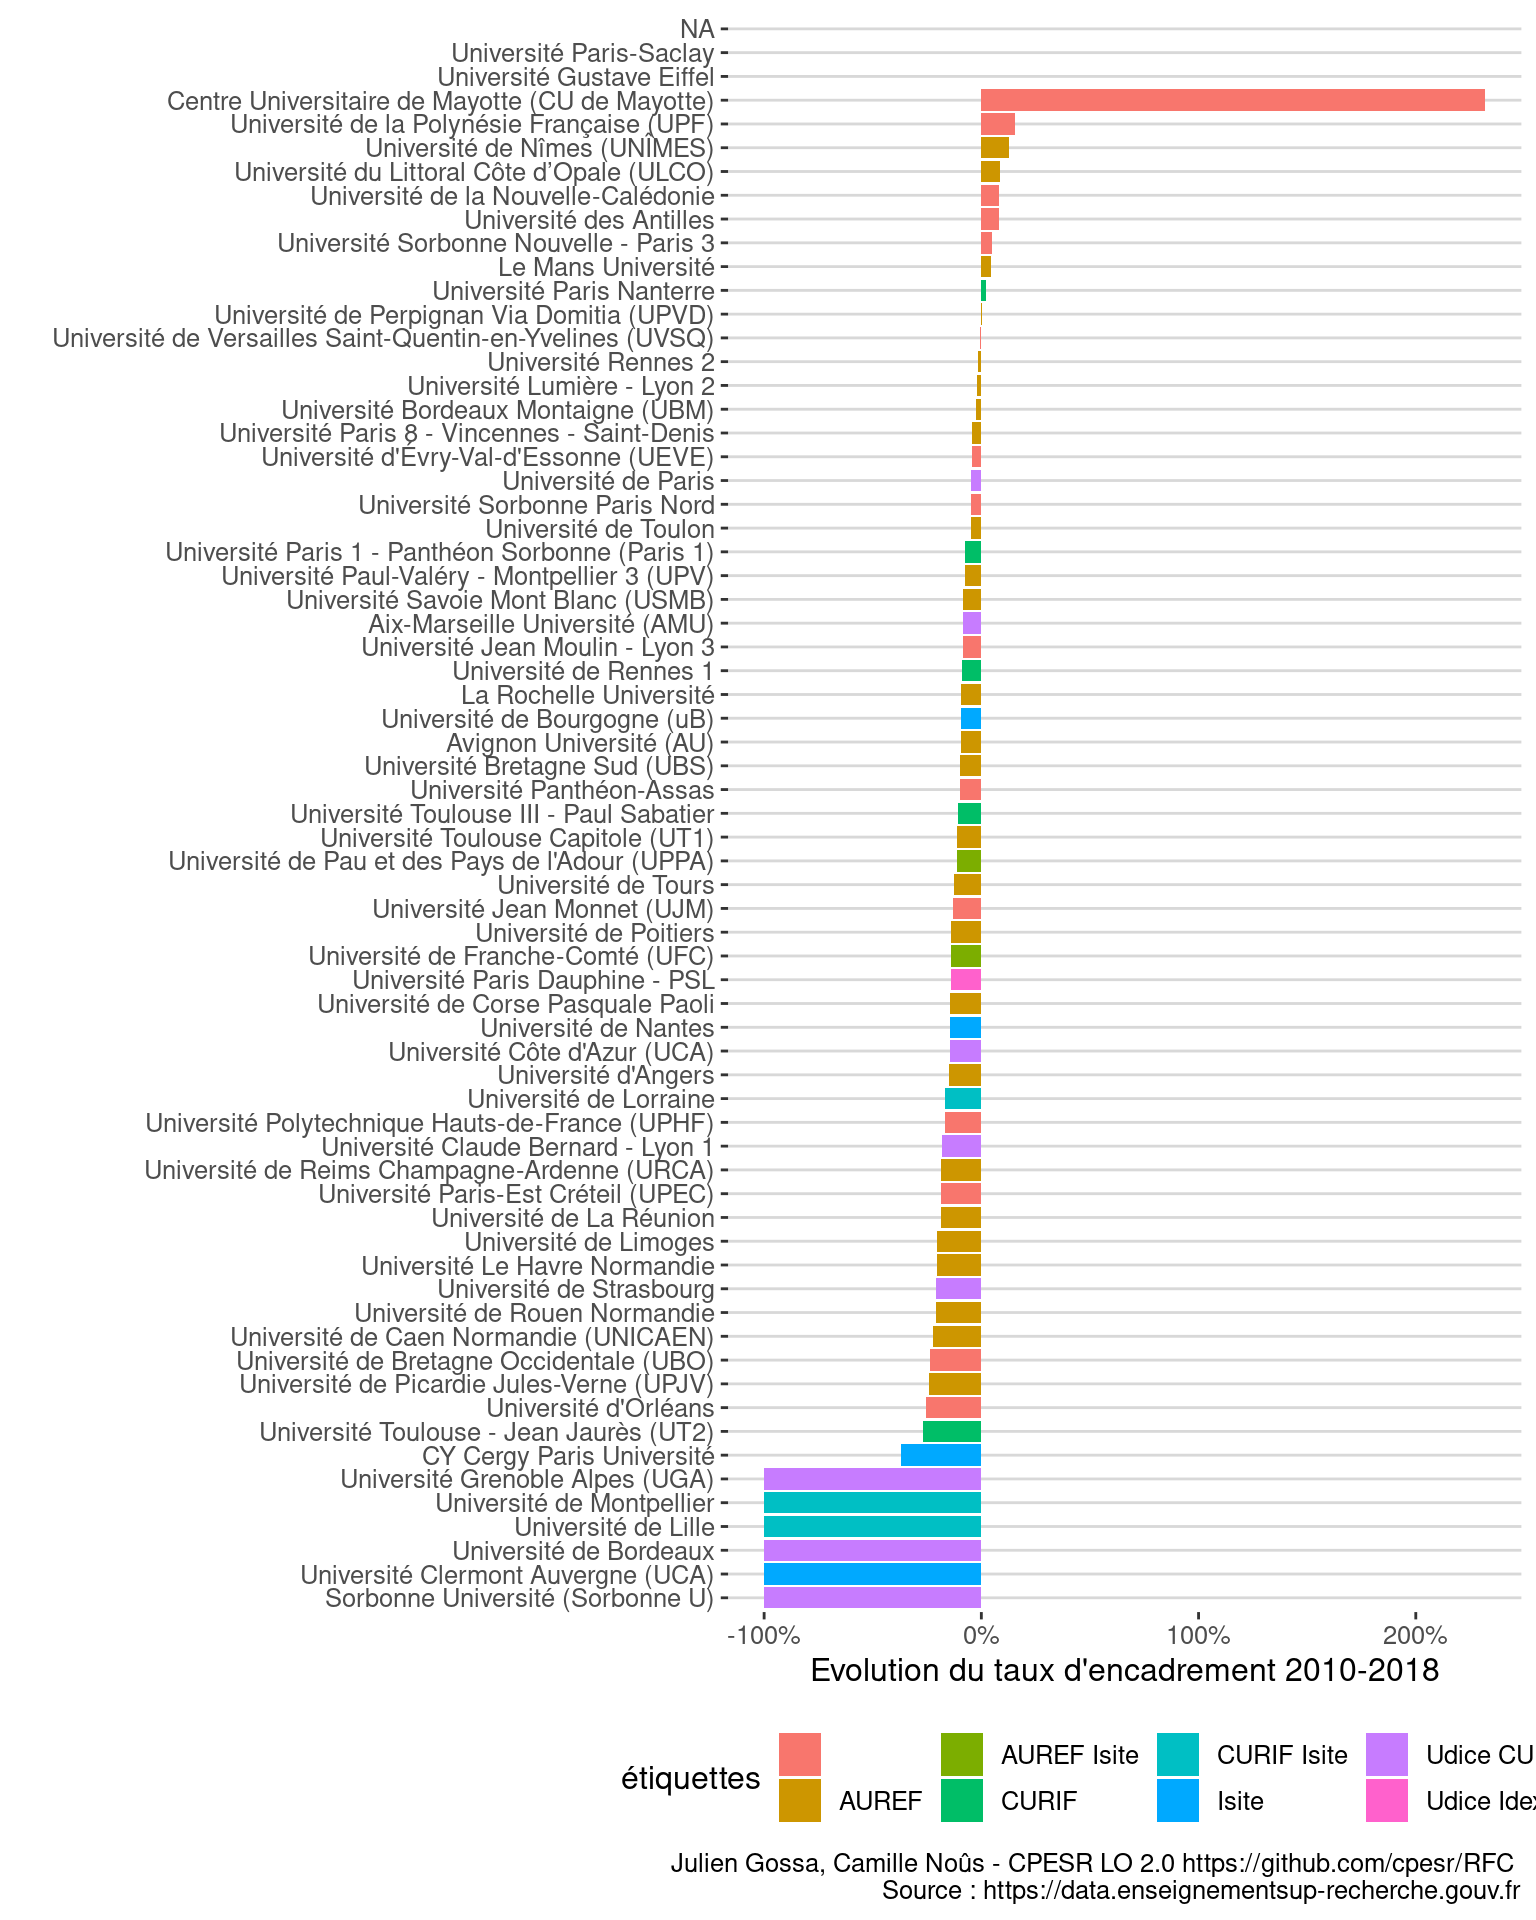 NA
Université Paris-Saclay
Université Gustave Eiffel
Centre Universitaire de Mayotte (CU de Mayotte)
Université de la Polynésie Française (UPF)
Université de Nîmes (UNÎMES)
Université du Littoral Côte d’Opale (ULCO)
Université de la Nouvelle-Calédonie
Université des Antilles
Université Sorbonne Nouvelle - Paris 3
Le Mans Université
Université Paris Nanterre
Université de Perpignan Via Domitia (UPVD)
Université de Versailles Saint-Quentin-en-Yvelines (UVSQ)
Université Rennes 2
Université Lumière - Lyon 2
Université Bordeaux Montaigne (UBM)
Université Paris 8 - Vincennes - Saint-Denis
Université d'Évry-Val-d'Essonne (UEVE)
Université de Paris
Université Sorbonne Paris Nord
Université de Toulon
Université Paris 1 - Panthéon Sorbonne (Paris 1)
Université Paul-Valéry - Montpellier 3 (UPV)
Université Savoie Mont Blanc (USMB)
Aix-Marseille Université (AMU)
Université Jean Moulin - Lyon 3
Université de Rennes 1
La Rochelle Université
Université de Bourgogne (uB)
Avignon Université (AU)
Université Bretagne Sud (UBS)
Université Panthéon-Assas
Université Toulouse III - Paul Sabatier
Université Toulouse Capitole (UT1)
Université de Pau et des Pays de l'Adour (UPPA)
Université de Tours
Université Jean Monnet (UJM)
Université de Poitiers
Université de Franche-Comté (UFC)
Université Paris Dauphine - PSL
Université de Corse Pasquale Paoli
Université de Nantes
Université Côte d'Azur (UCA)
Université d'Angers
Université de Lorraine
Université Polytechnique Hauts-de-France (UPHF)
Université Claude Bernard - Lyon 1
Université de Reims Champagne-Ardenne (URCA)
Université Paris-Est Créteil (UPEC)
Université de La Réunion
Université de Limoges
Université Le Havre Normandie
Université de Strasbourg
Université de Rouen Normandie
Université de Caen Normandie (UNICAEN)
Université de Bretagne Occidentale (UBO)
Université de Picardie Jules-Verne (UPJV)
Université d'Orléans
Université Toulouse - Jean Jaurès (UT2)
CY Cergy Paris Université
Université Grenoble Alpes (UGA)
Université de Montpellier
Université de Lille
Université de Bordeaux
Université Clermont Auvergne (UCA)
Sorbonne Université (Sorbonne U)
-100% 0% 100% 200%
Evolution du taux d'encadrement 2010-2018
étiquettes
AUREF Isite CURIF Isite Udice CU
AUREF CURIF Isite Udice Idex
Julien Gossa, Camille Noûs - CPESR LO 2.0 https://github.com/cpesr/RFC
Source : https://data.enseignementsup-recherche.gouv.fr